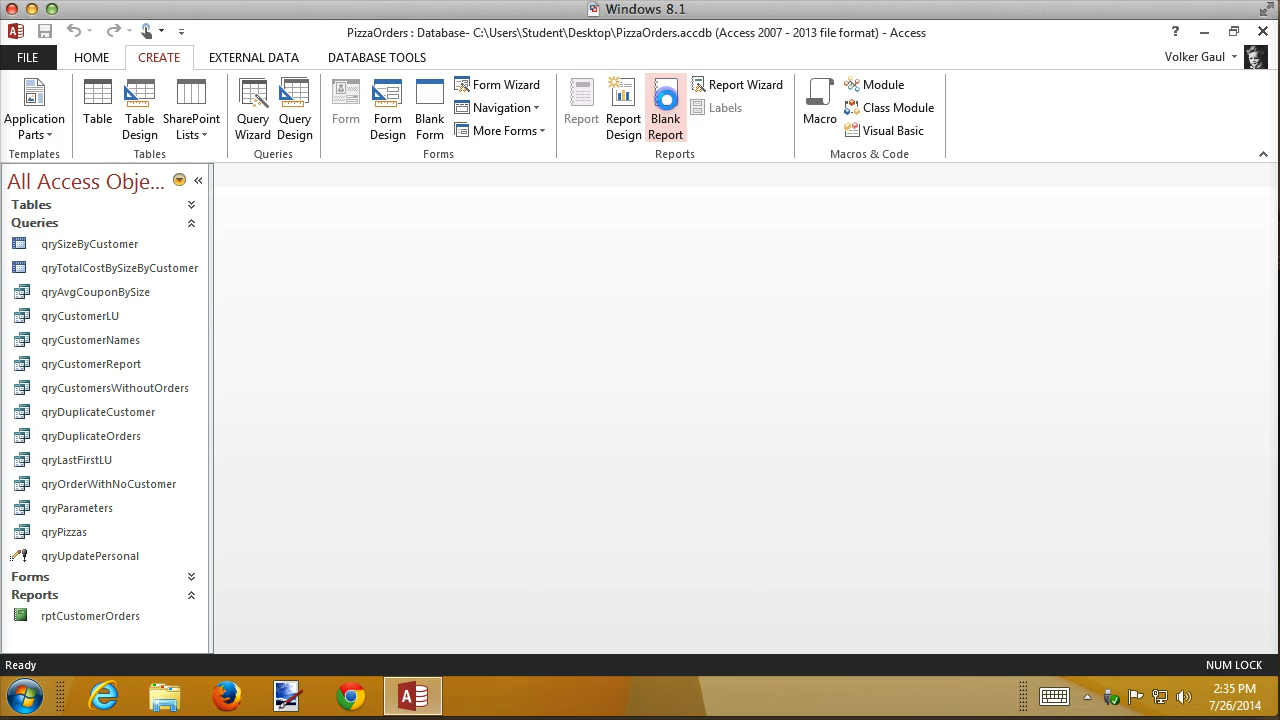 Windows 8.1
PizzaOrders : Database- C:\Users\Student\Desktop\PizzaOrders.accdb (Access 2007 - 2013 file format) - Access
FILE HOME CREATE EXTERNAL DATA DATABASE TOOLS Volker Gaul
Application Parts
Templates
Table
Table Design
SharePoint Lists
Tables
Query Wizard
Query Design
Queries
Form
Form Design
Blank Form
Form Wizard
Navigation
More Forms
Forms
Report
Report Design
Blank Report
Report Wizard
Labels
Reports
Macro
Module
Class Module
Visual Basic
Macros & Code
All Access Obje...
Tables
Queries
qrySizeByCustomer
qryTotalCostBySizeByCustomer
qryAvgCouponBySize
qryCustomerLU
qryCustomerNames
qryCustomerReport
qryCustomersWithoutOrders
qryDuplicateCustomer
qryDuplicateOrders
qryLastFirstLU
qryOrderWithNoCustomer
qryParameters
qryPizzas
qryUpdatePersonal
Forms
Reports
rptCustomerOrders
Ready NUM LOCK
2:35 PM
7/26/2014